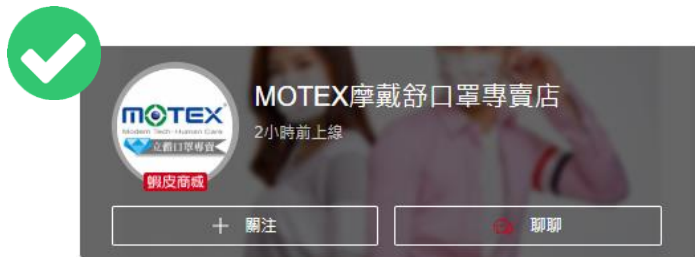 MOTEX摩戴舒口罩專賣店
2小時前上線
MOTEX
Modern Tech · Human Care
立體口罩專賣
蝦皮商城
＋ 關注
聊聊